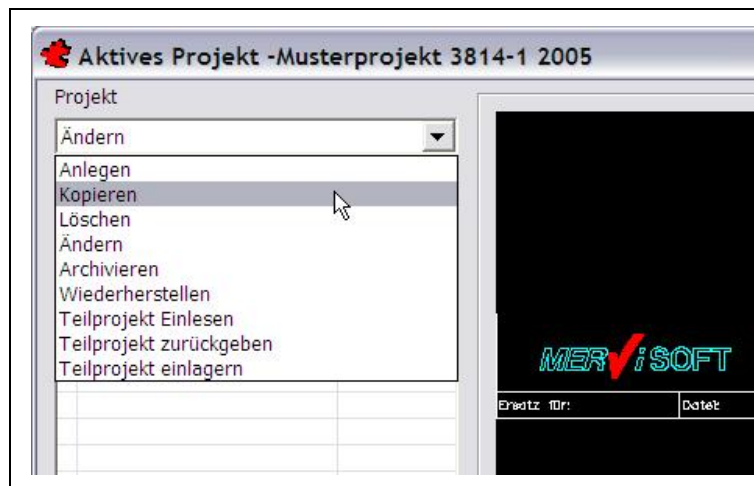 Aktives Projekt -Musterprojekt 3814-1 2005
Projekt
Ändern
Anlegen
Kopieren
Löschen
Ändern
Archivieren
Wiederherstellen
Teilprojekt Einlesen
Teilprojekt zurückgeben
Teilprojekt einlagern
MERViSOFT
Ersatz für:
Datei: